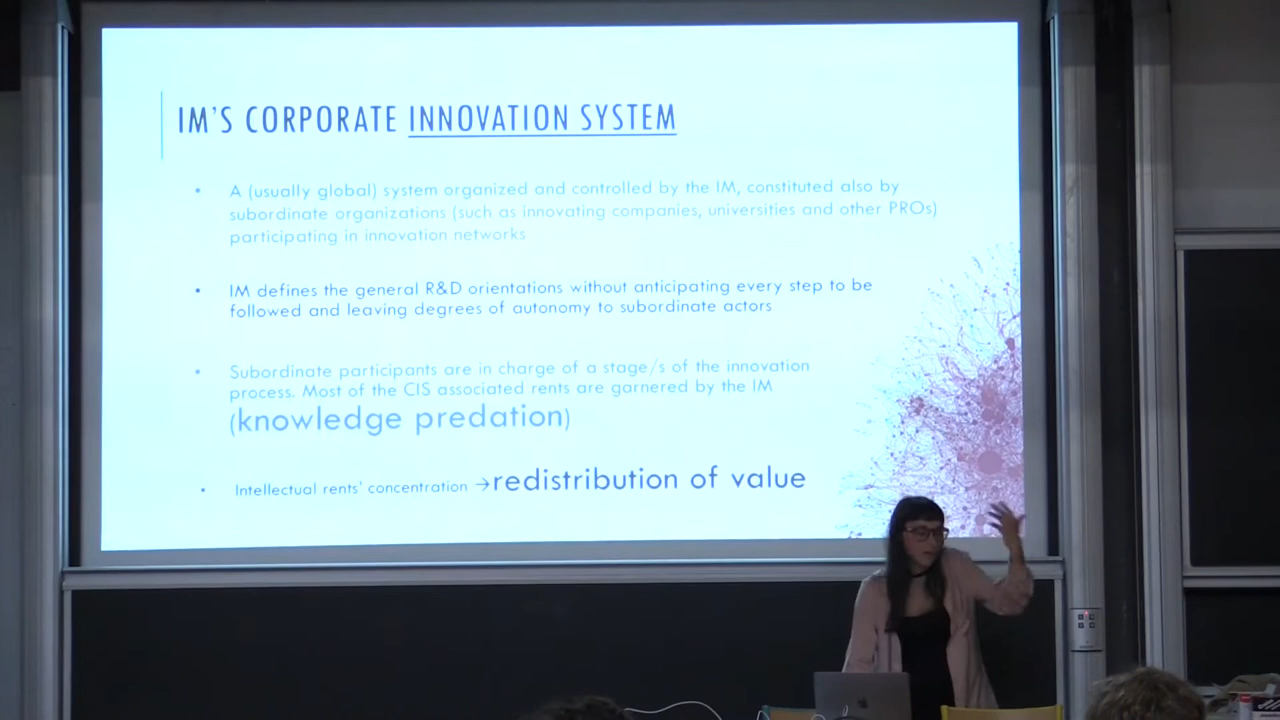 IM'S CORPORATE INNOVATION SYSTEM
• A (usually global) system organized and controlled by the IM, constituted also by
subordinate organizations (such as innovating companies, universities and other PROs)
participating in innovation networks
• IM defines the general R&D orientations without anticipating every step to be
followed and leaving degrees of autonomy to subordinate actors
• Subordinate participants are in charge of a stage/s of the innovation
process. Most of the CIS associated rents are garnered by the IM
(knowledge predation)
• Intellectual rents' concentration →redistribution of value